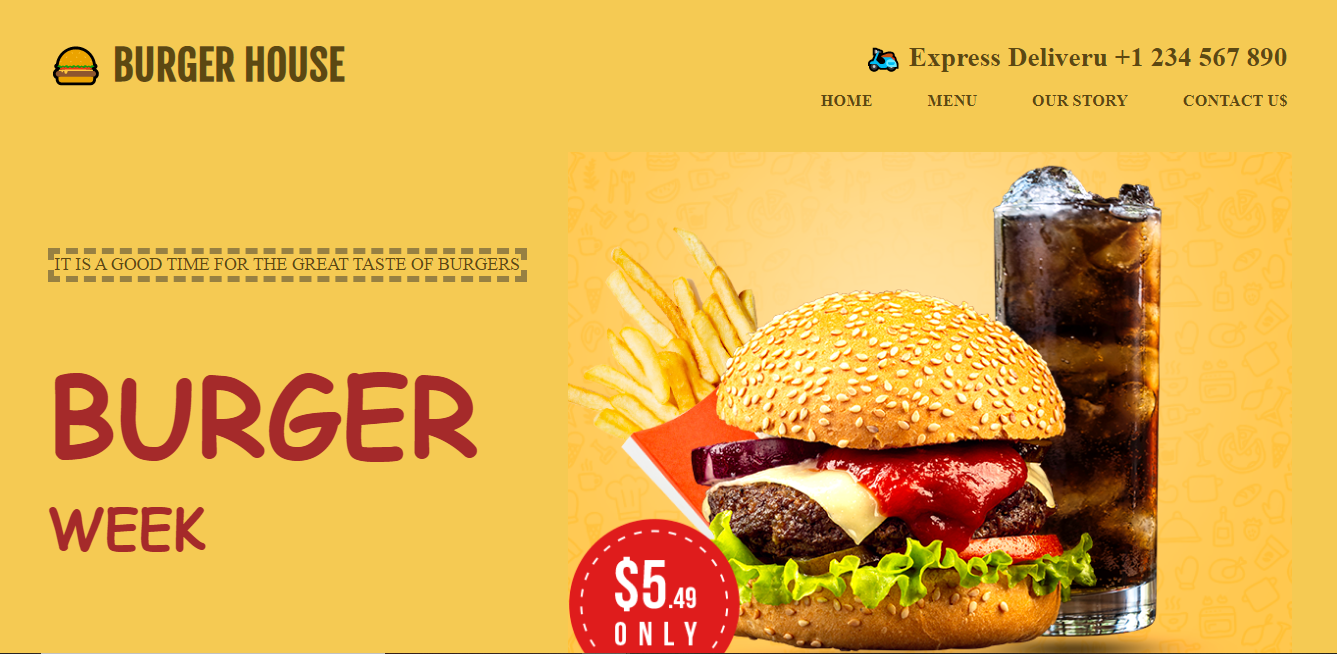 BURGER HOUSE
Express Deliveru +1 234 567 890
HOME MENU OUR STORY CONTACT U$
IT IS A GOOD TIME FOR THE GREAT TASTE OF BURGERS
BURGER
WEEK
$5.49
ONLY